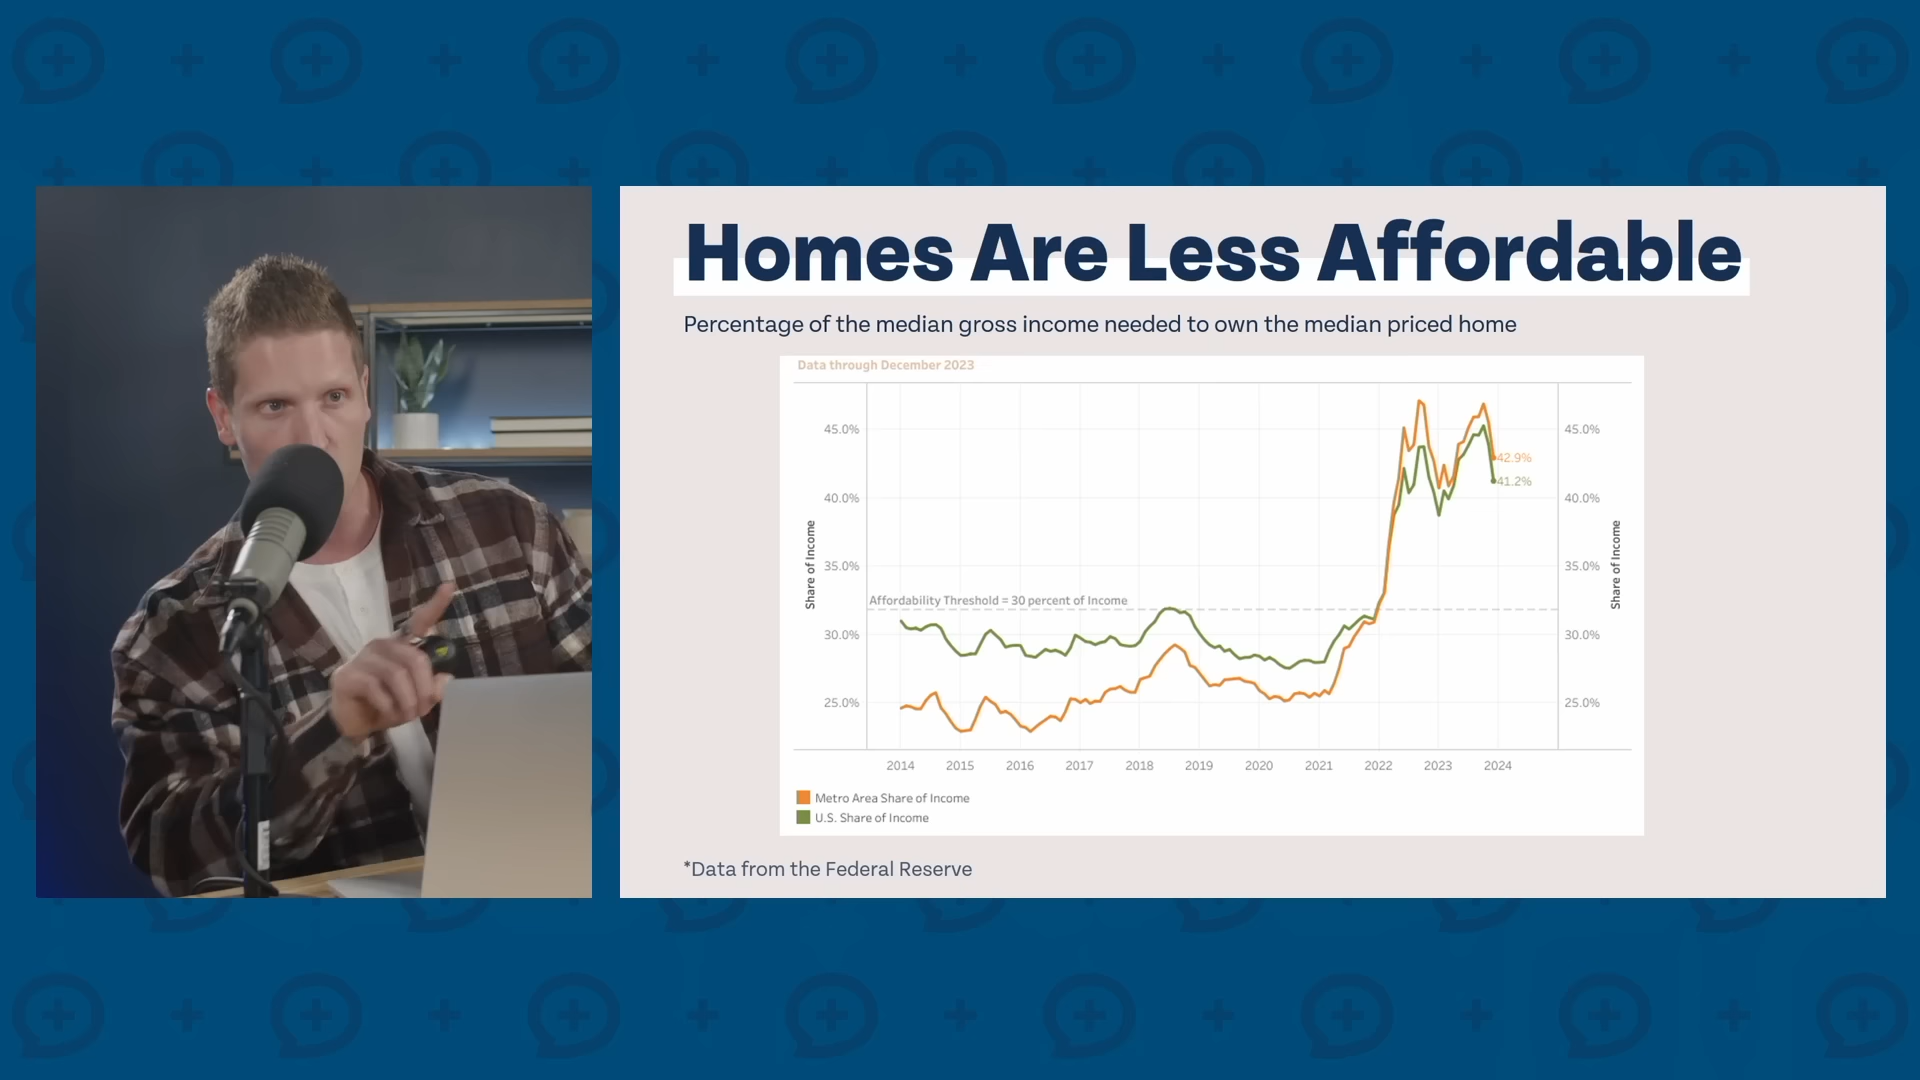 Homes Are Less Affordable
Percentage of the median gross income needed to own the median priced home
Data through December 2023
45.0%
40.0%
35.0%
30.0%
25.0%
Share of Income
Affordability Threshold = 30 percent of Income
42.9%
41.2%
45.0%
40.0%
35.0%
30.0%
25.0%
Share of Income
2014 2015 2016 2017 2018 2019 2020 2021 2022 2023 2024
Metro Area Share of Income
U.S. Share of Income
*Data from the Federal Reserve